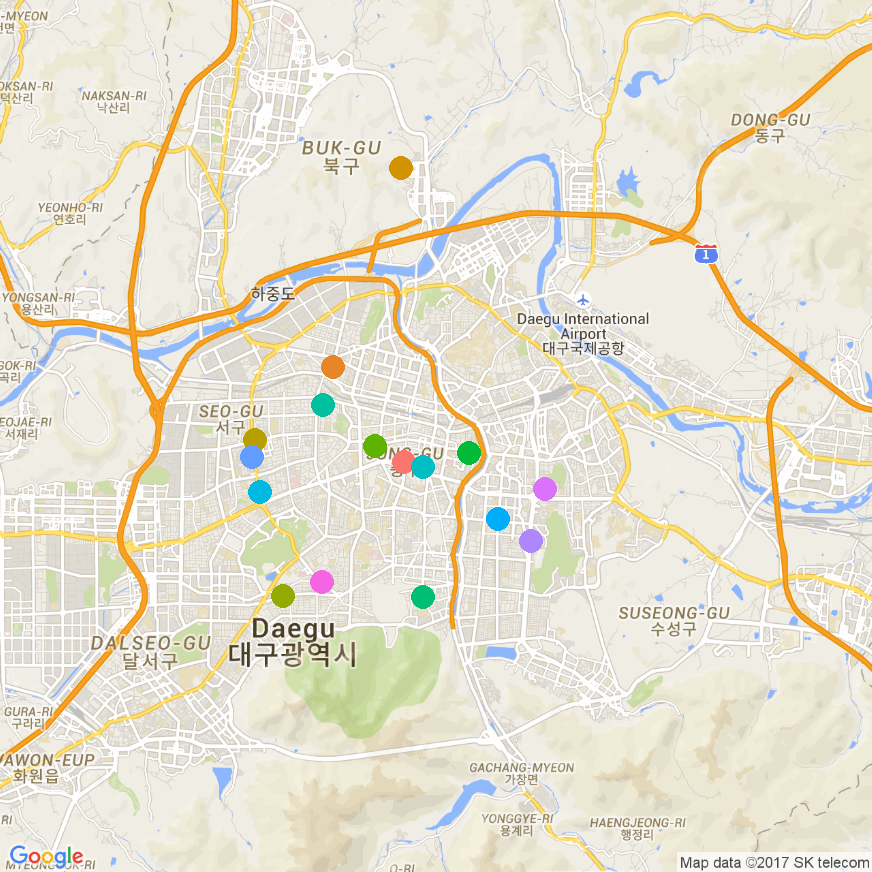 MYEON
면
OKSAN-RI
덕산리
NAKSAN-RI
낙산리
BUK-GU
북구
DONG-GU
동구
YEONHO-RI
연호리
1
YONGSAN-RI
용산리
하중도
Daegu International
Airport
대구국제공항
GOK-RI
곡리
SEO-GU
서구
EOJAE-RI
서재리
JUNG-GU
SUSEONG-GU
수성구
Daegu
대구광역시
DALSEO-GU
달서구
GURA-RI
구라리
WAWON-EUP
화원읍
GACHANG-MYEON
가창면
YONGGYE-RI
용계리
HAENGJEONG-RI
행정리
Google
O-RI
Map data ©2017 SK telecom